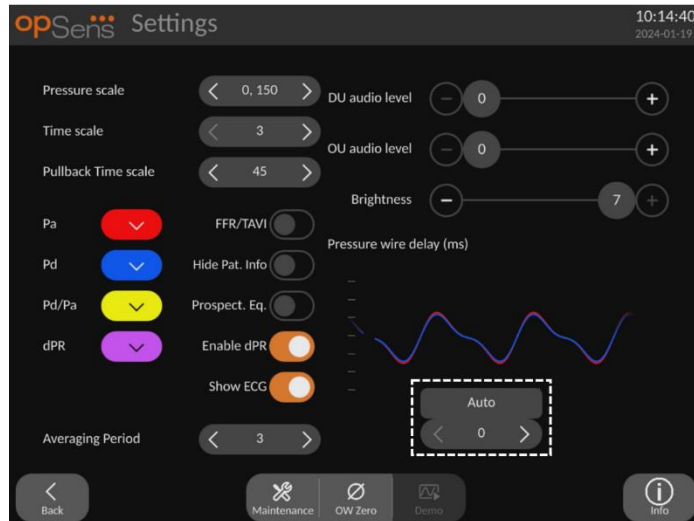 opSens Settings 10:14:40
2024-01-19
Pressure scale 0, 150
DU audio level 0
Time scale 3
OU audio level 0
Pullback Time scale 45
Brightness 7
Pa FFR/TAVI
Pressure wire delay (ms)
Pd Hide Pat. Info
Pd/Pa Prospect. Eq.
dPR Enable dPR
Show ECG
Auto
Averaging Period 3
0
Back Maintenance OW Zero Demo Info